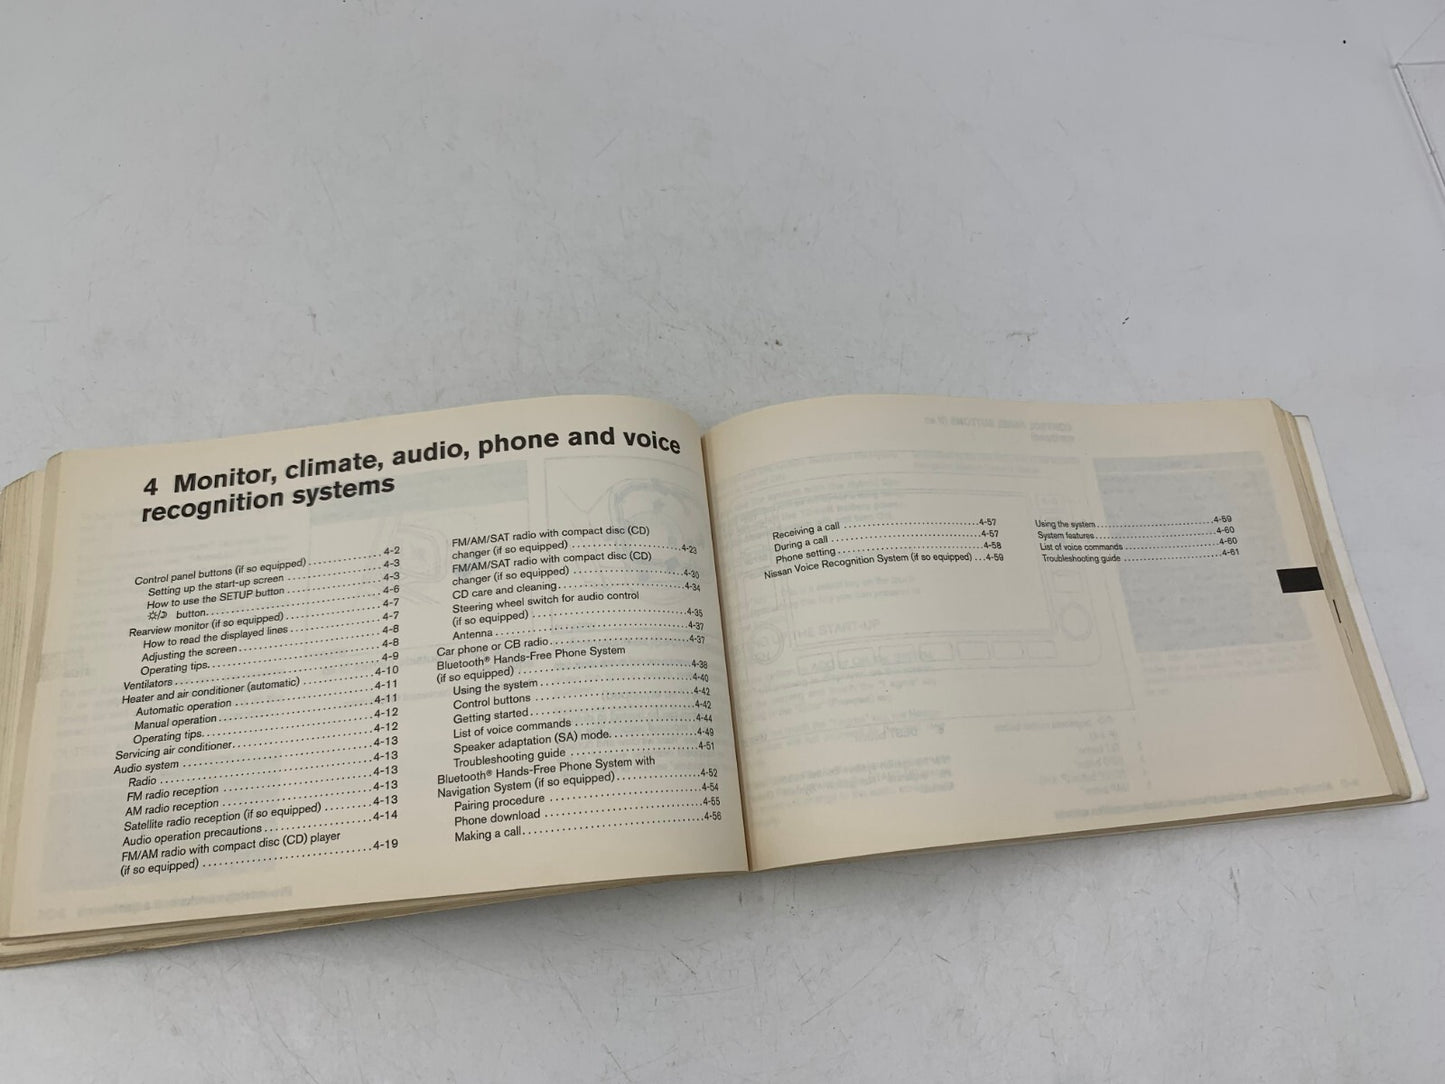 4 Monitor, climate, audio, phone and voice
recognition systems
Control panel buttons (if so equipped) 4-2
Setting up the start-up screen 4-3
How to use the SETUP button 4-3
button 4-6
Rearview monitor (if so equipped) 4-7
How to read the displayed lines 4-7
Adjusting the screen 4-8
Operating tips 4-8
Ventilators 4-9
Heater and air conditioner (automatic) 4-10
Automatic operation 4-11
Manual operation 4-11
Operating tips 4-12
Servicing air conditioner 4-12
Audio system 4-13
Radio 4-13
FM radio reception 4-13
AM radio reception 4-13
Satellite radio reception (if so equipped) 4-13
Audio operation precautions 4-14
FM/AM radio with compact disc (CD) player
(if so equipped) 4-19
FM/AM/SAT radio with compact disc (CD)
changer (if so equipped) 4-23
FM/AM/SAT radio with compact disc (CD)
changer (if so equipped) 4-30
CD care and cleaning 4-34
Steering wheel switch for audio control
(if so equipped) 4-35
Antenna 4-37
Car phone or CB radio 4-37
Bluetooth® Hands-Free Phone System
(if so equipped) 4-38
Using the system 4-40
Control buttons 4-42
Getting started 4-42
List of voice commands 4-44
Speaker adaptation (SA) mode 4-49
Troubleshooting guide 4-51
Bluetooth® Hands-Free Phone System with
Navigation System (if so equipped) 4-52
Pairing procedure 4-54
Phone download 4-55
Making a call 4-56
Receiving a call 4-57
During a call 4-57
Phone setting 4-58
Nissan Voice Recognition System (if so equipped) 4-59
Using the system 4-59
System features 4-60
List of voice commands 4-60
Troubleshooting guide 4-61